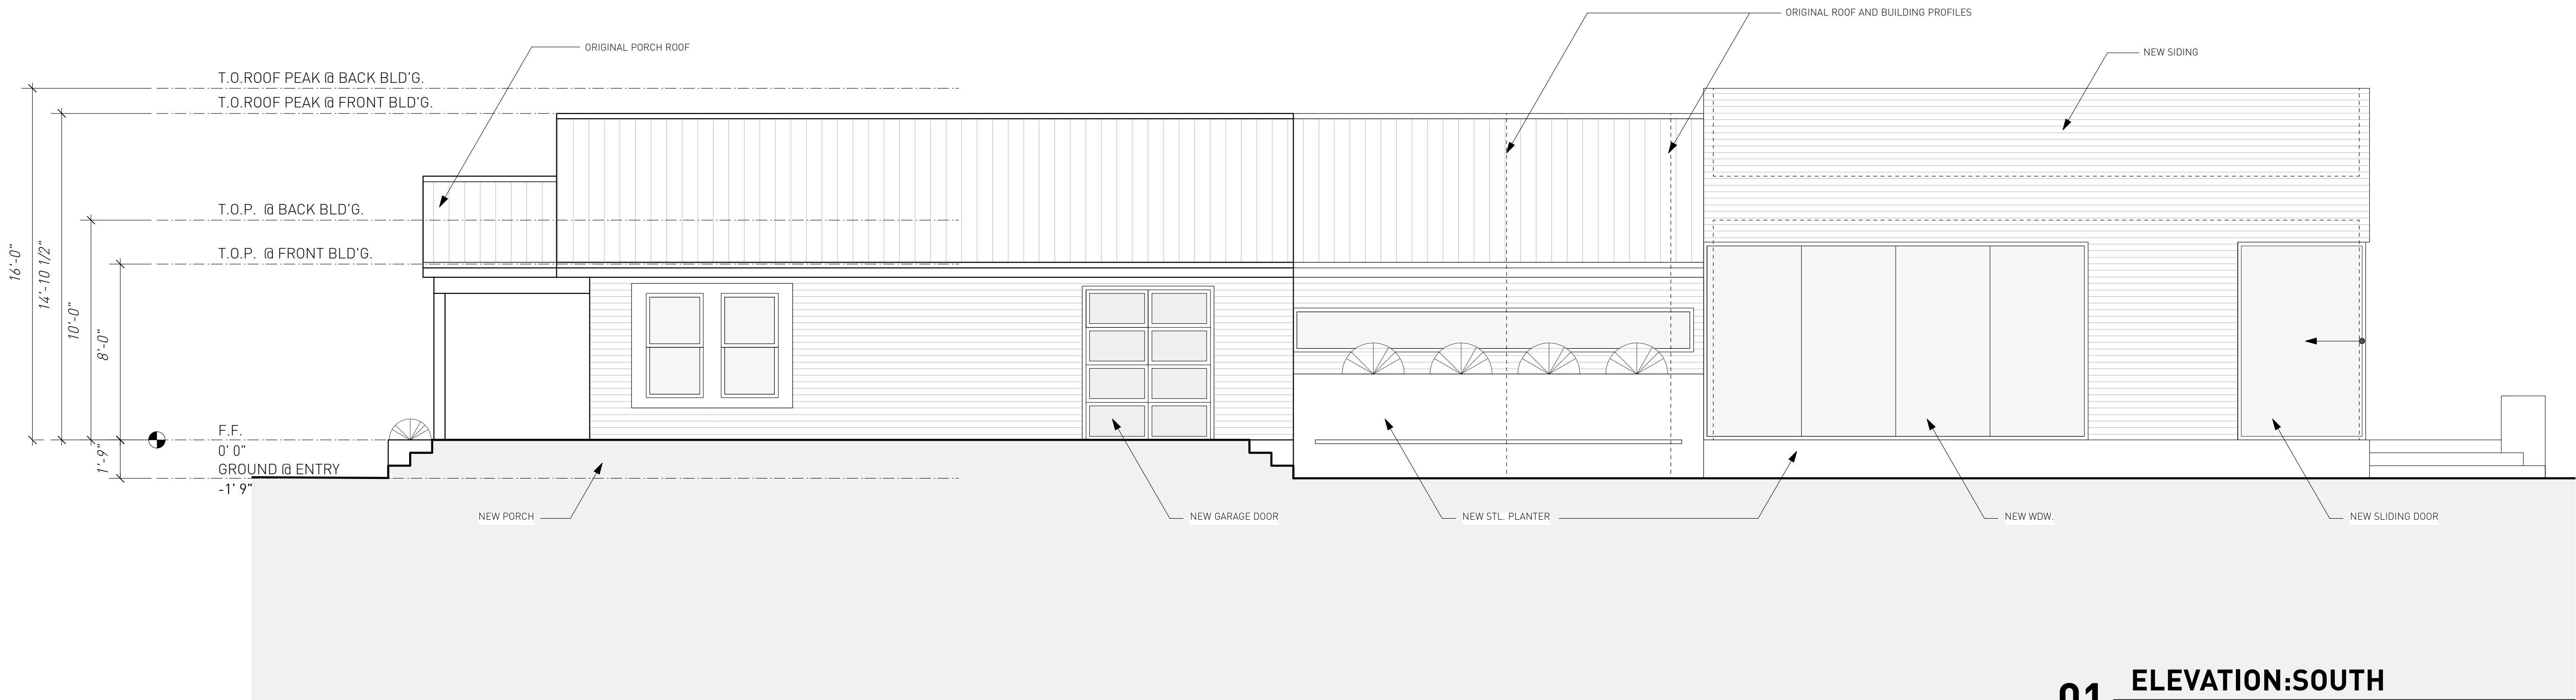 ORIGINAL ROOF AND BUILDING PROFILES
ORIGINAL PORCH ROOF
NEW SIDING
T.O.ROOF PEAK @ BACK BLD'G.
T.O.ROOF PEAK @ FRONT BLD'G.
T.O.P. @ BACK BLD'G.
T.O.P. @ FRONT BLD'G.
16'-0"
14'-10 1/2"
10'-0"
8'-0"
1'-9"
F.F.
0' 0"
GROUND @ ENTRY
-1' 9"
NEW PORCH
NEW GARAGE DOOR
NEW STL. PLANTER
NEW WDW.
NEW SLIDING DOOR
01
ELEVATION:SOUTH